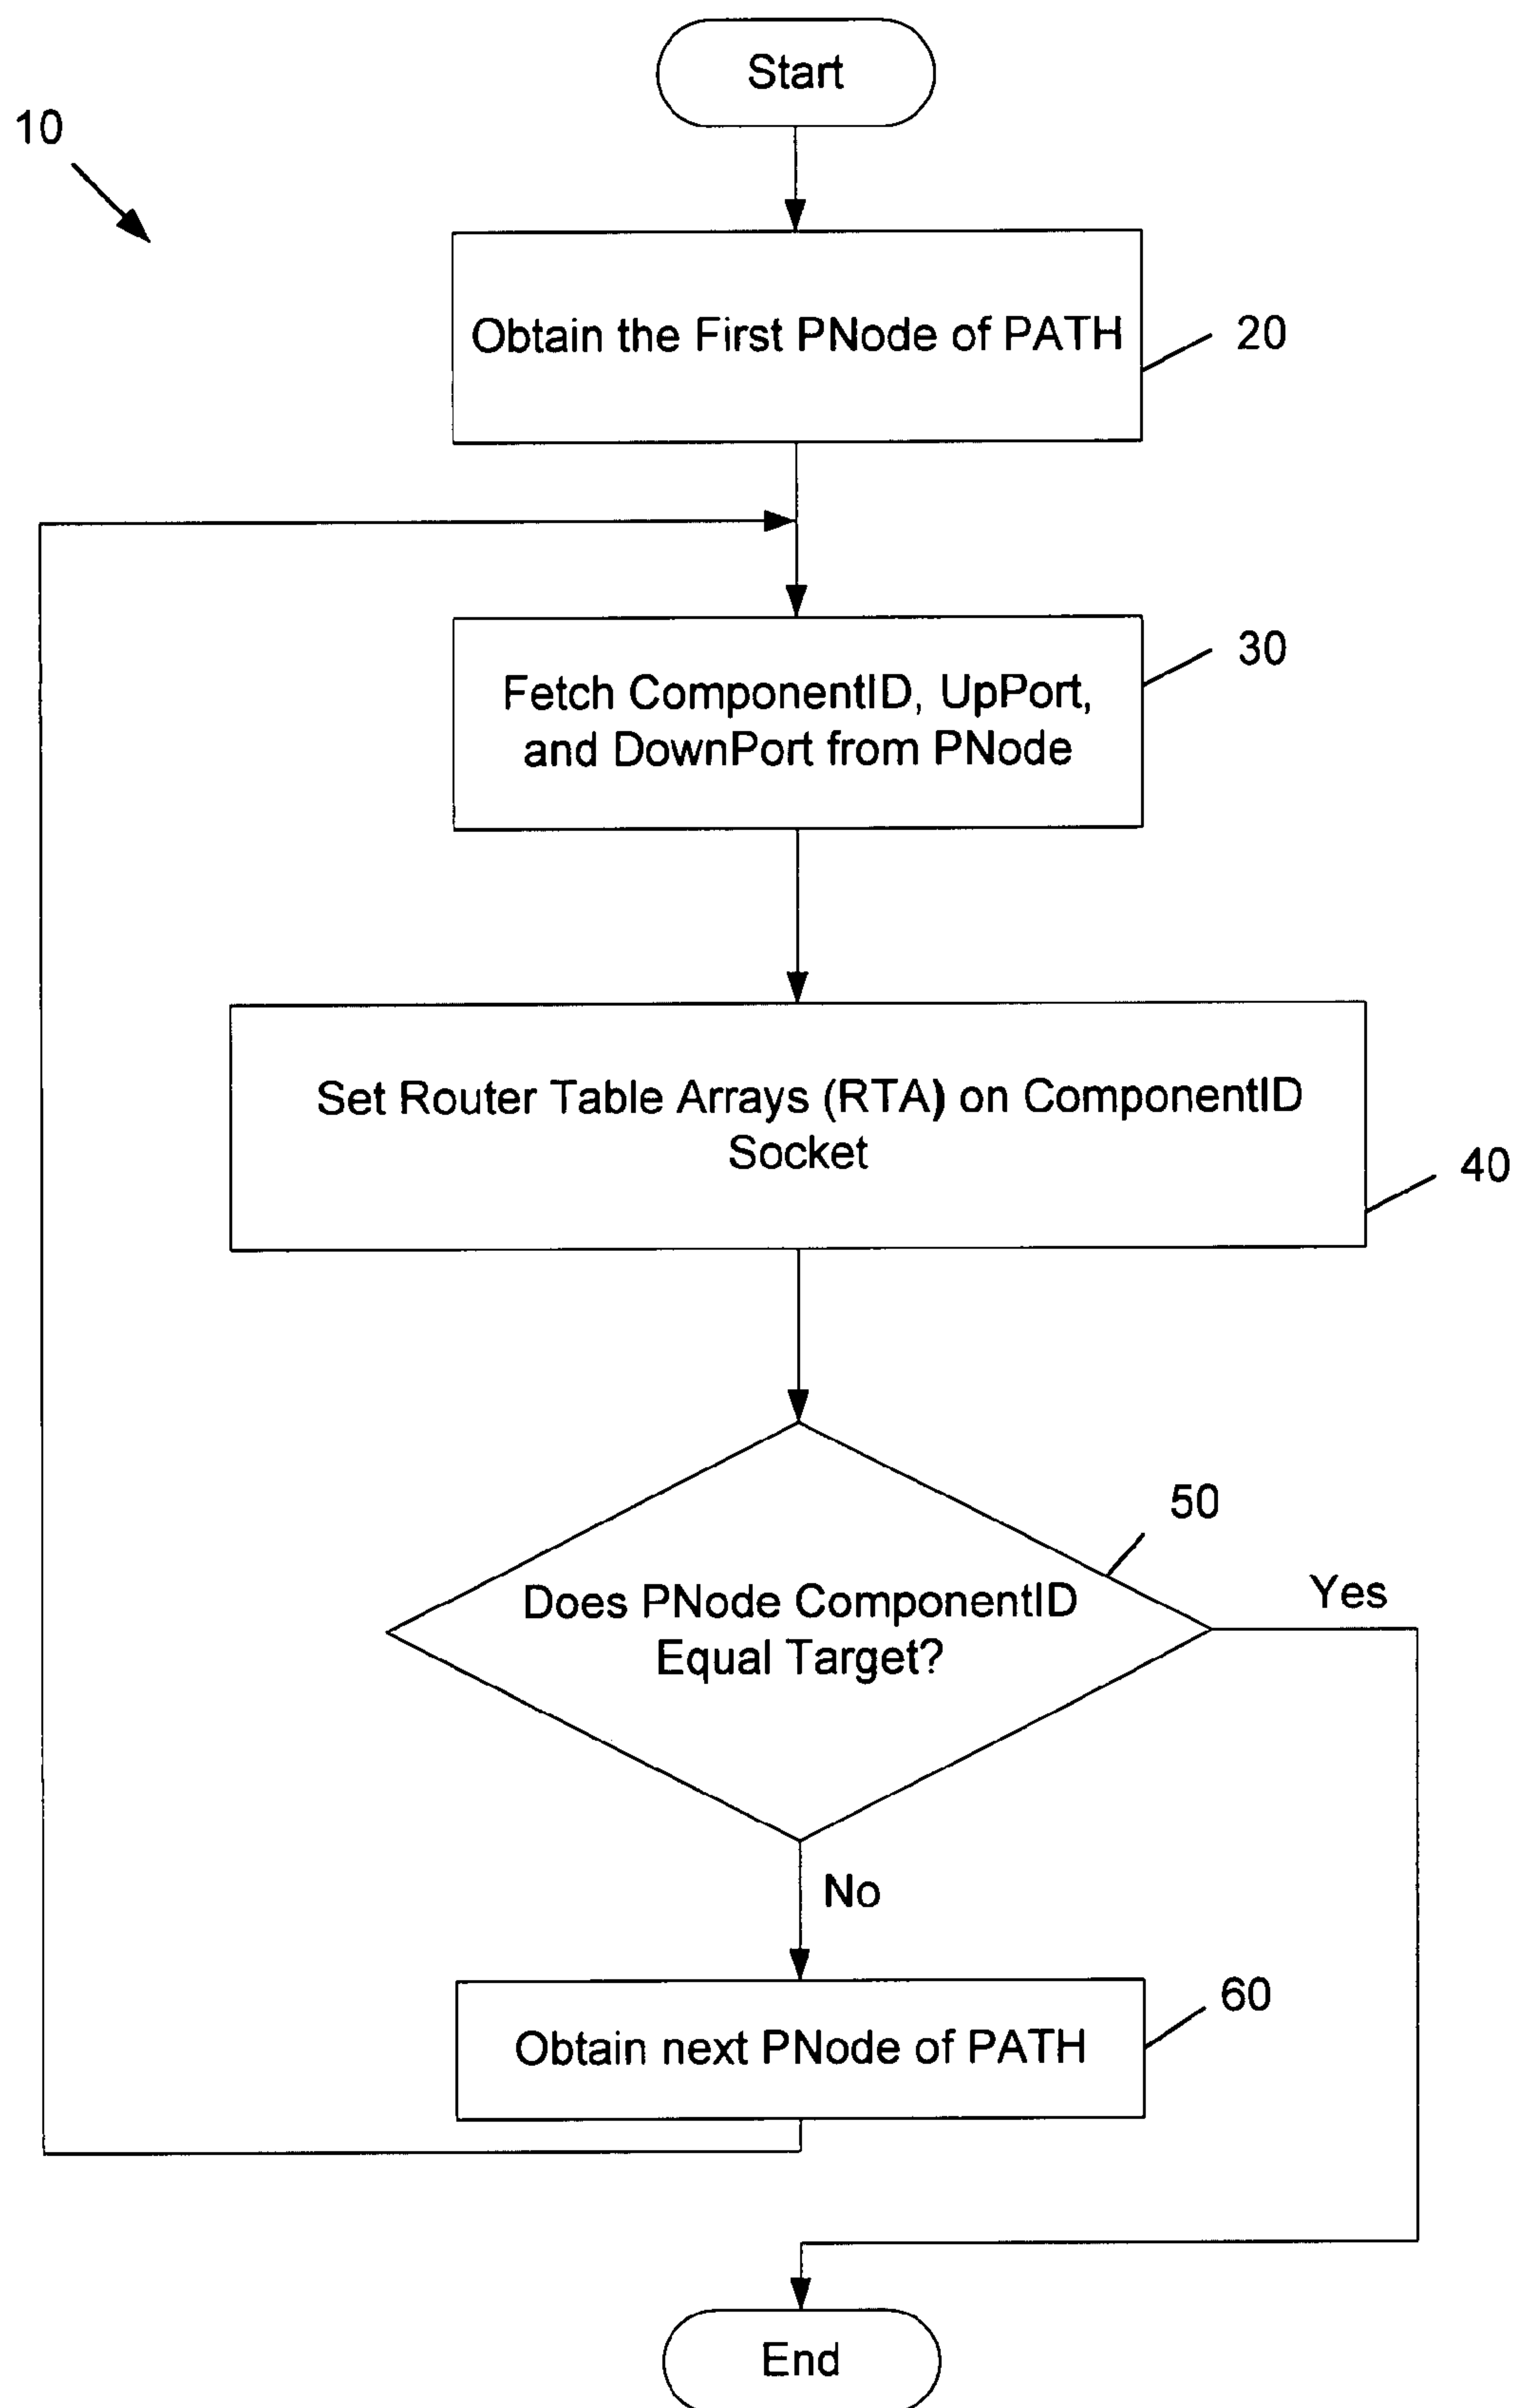 Start
10
Obtain the First PNode of PATH
20
Fetch ComponentID, UpPort,
and DownPort from PNode
30
Set Router Table Arrays (RTA) on ComponentID
Socket
40
50
Does PNode ComponentID
Equal Target?
Yes
No
Obtain next PNode of PATH
60
End